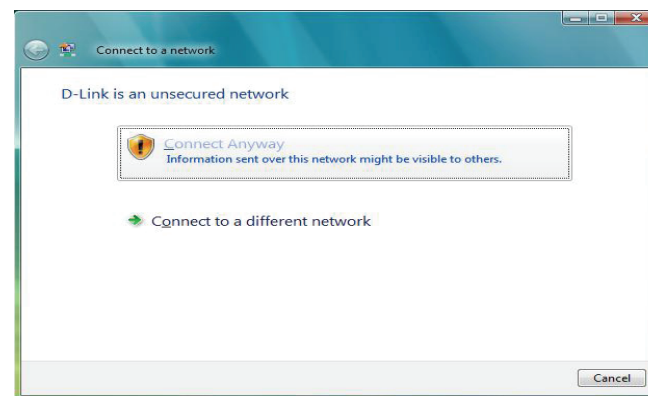 Connect to a network
D-Link is an unsecured network
Connect Anyway
Information sent over this network might be visible to others.
Connect to a different network
Cancel